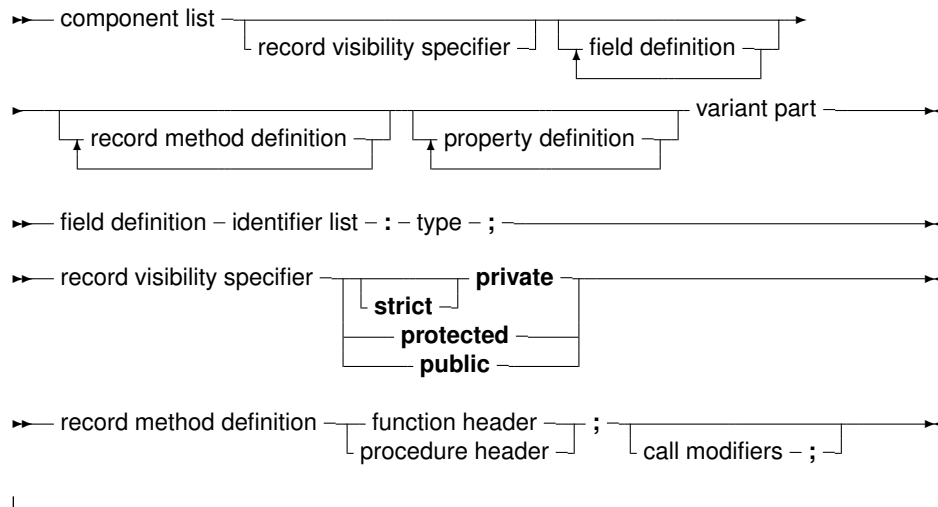 component list
record visibility specifier field definition
record method definition property definition variant part
field definition identifier list : type ;
record visibility specifier private
strict
protected
public
record method definition function header ;
procedure header call modifiers ;